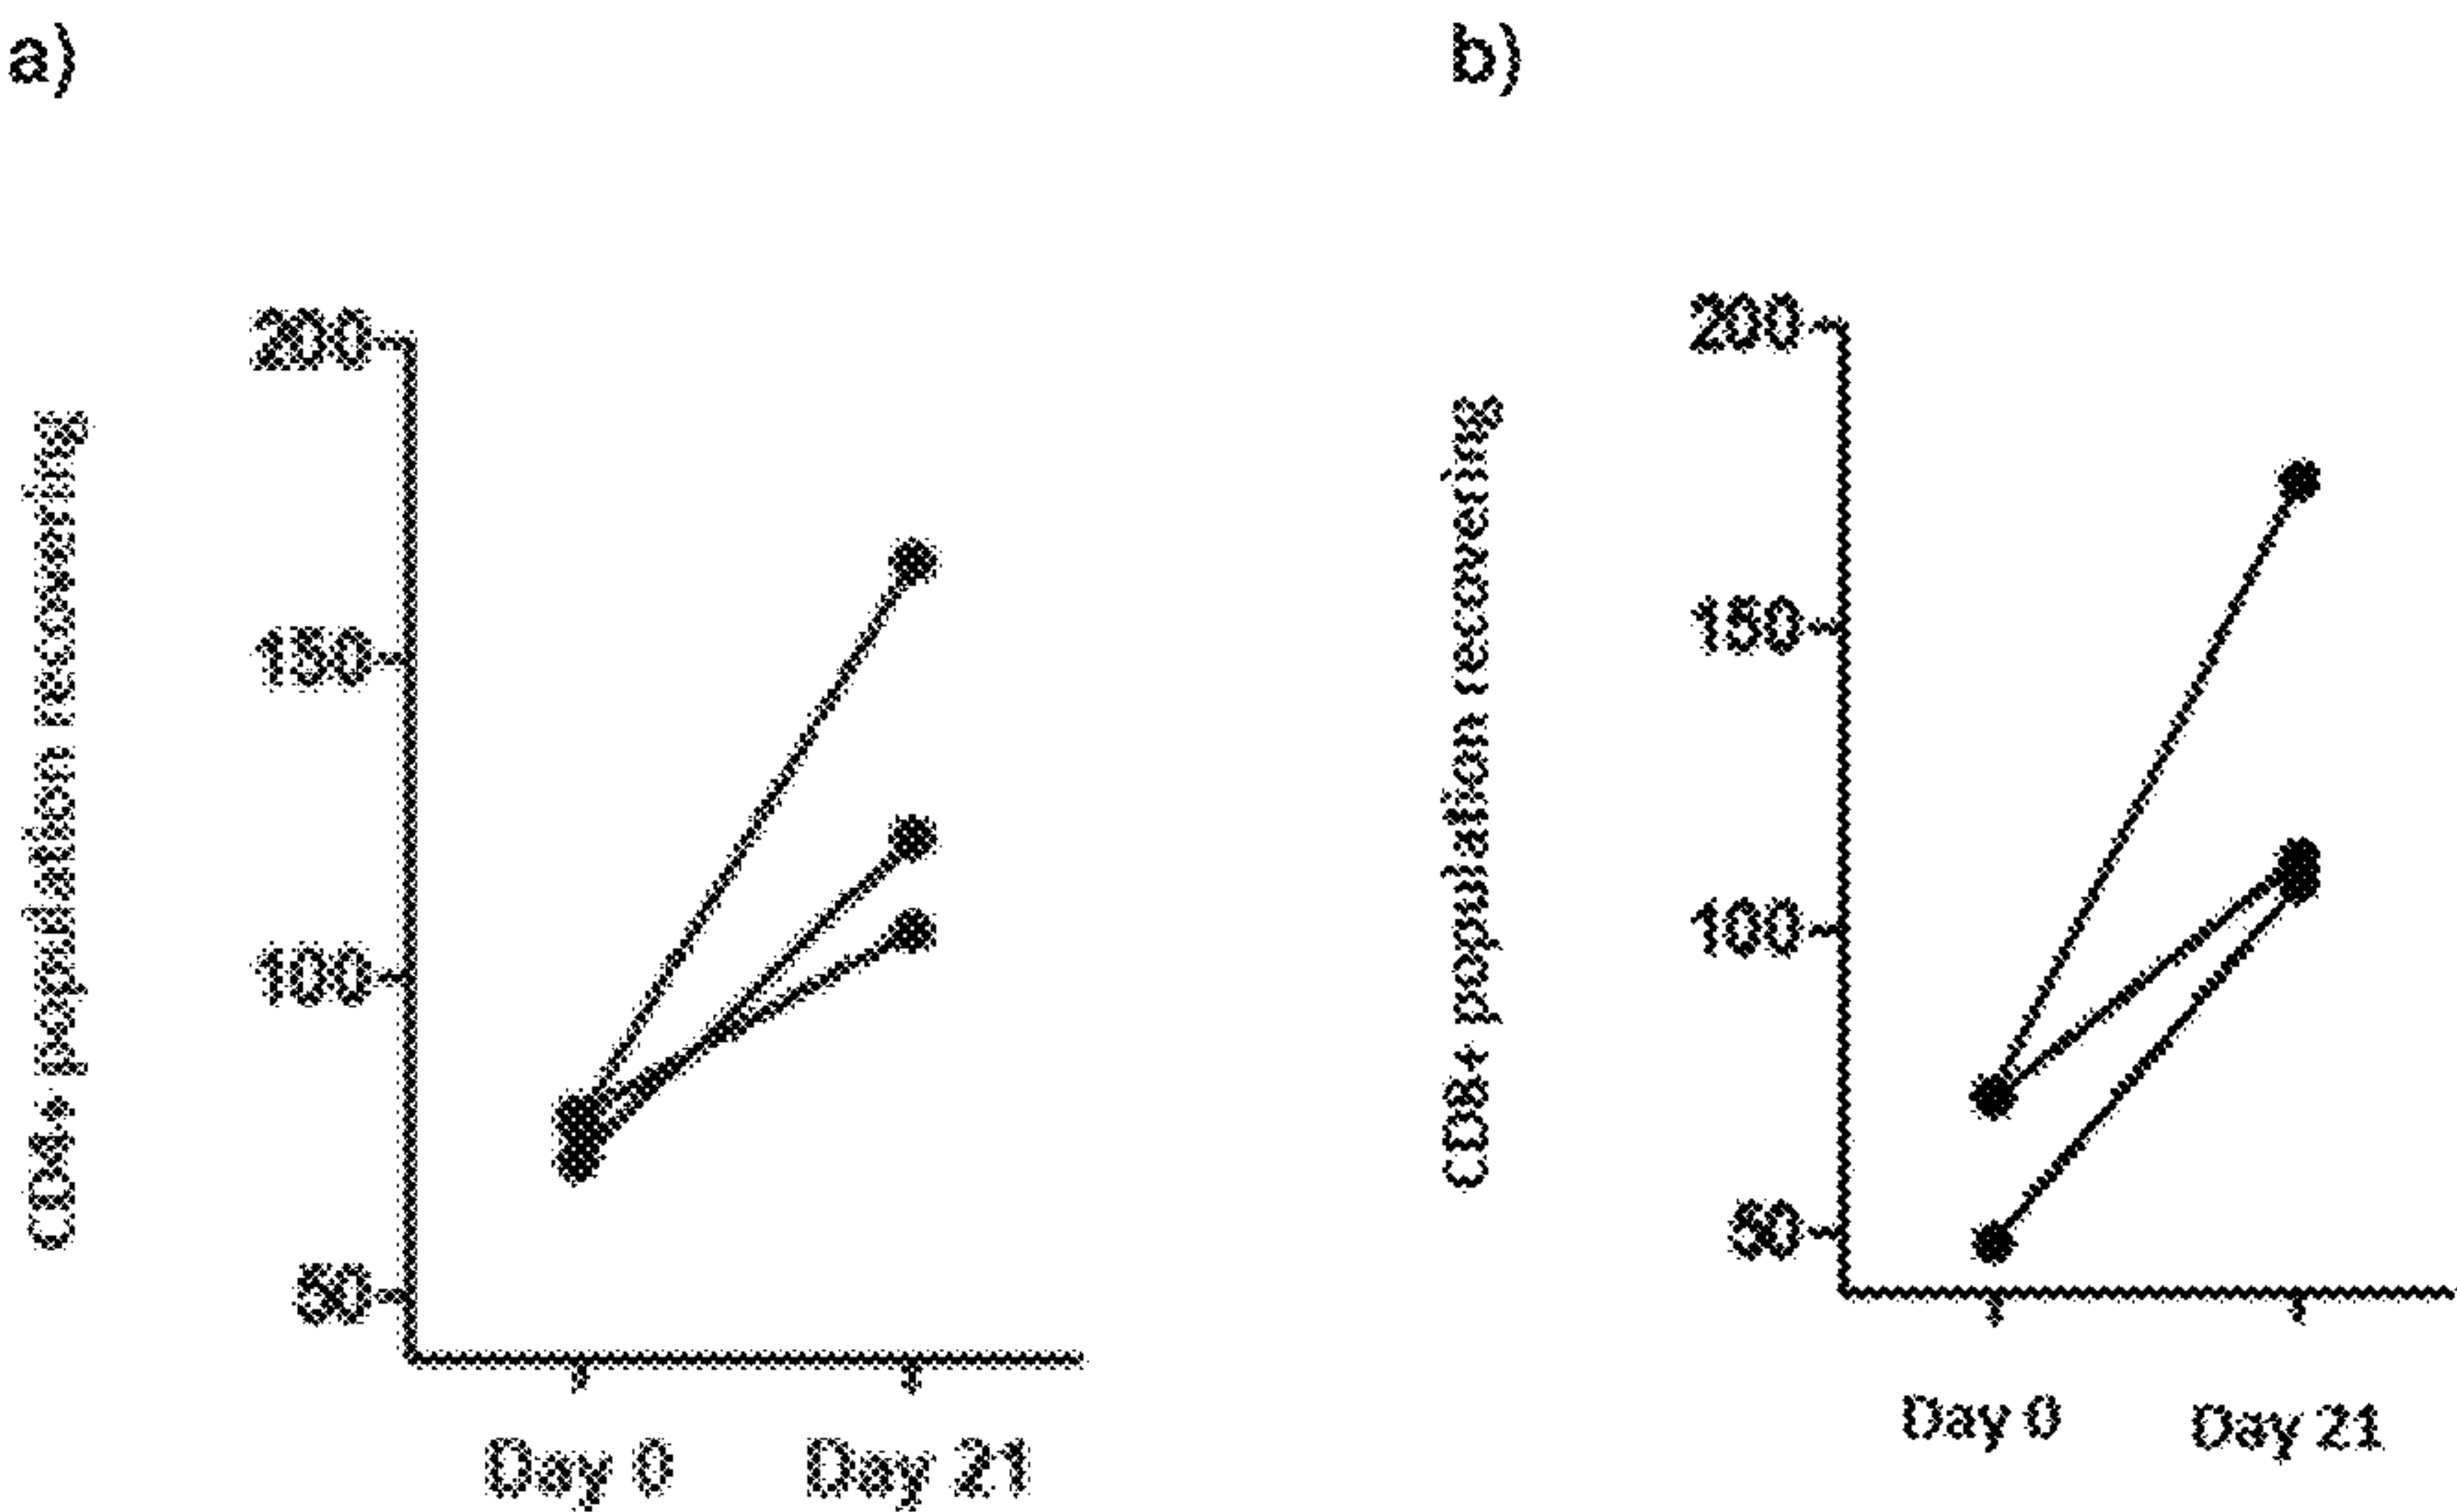 a)
CD4+ population recovering
200
150
100
50
Day 0 Day 21
b)
CD8+ population recovering
200
150
100
50
Day 0 Day 21